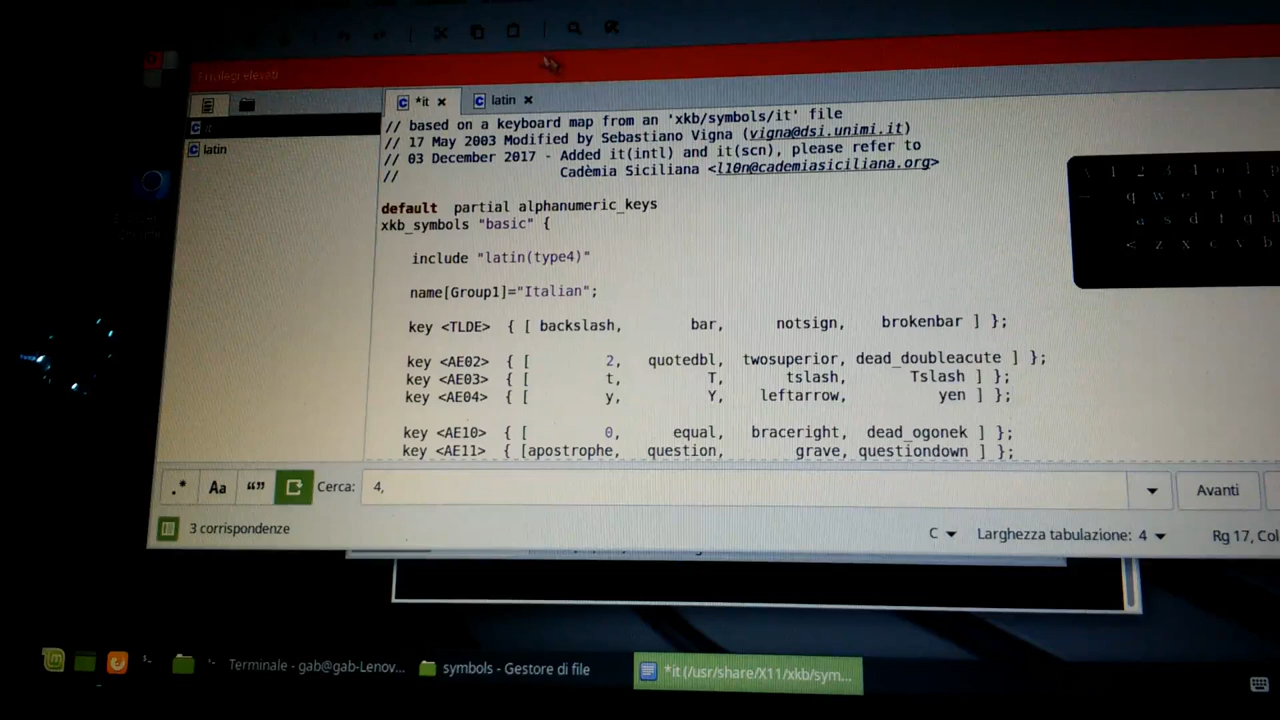 Privilegi elevati
*it × latin ×
it
latin
// based on a keyboard map from an 'xkb/symbols/it' file
// 17 May 2003 Modified by Sebastiano Vigna (vigna@dsi.unimi.it)
// 03 December 2017 - Added it(intl) and it(scn), please refer to
// Cadèmia Siciliana <l10n@cademiasiciliana.org>
default partial alphanumeric_keys
xkb_symbols "basic" {
include "latin(type4)"
name[Group1]="Italian";
key <TLDE> { [ backslash, bar, notsign, brokenbar ] };
key <AE02> { [ 2, quotedbl, twosuperior, dead_doubleacute ] };
key <AE03> { [ t, T, tslash, Tslash ] };
key <AE04> { [ y, Y, leftarrow, yen ] };
key <AE10> { [ 0, equal, braceright, dead_ogonek ] };
key <AE11> { [apostrophe, question, grave, questiondown ] };
.* Aa “” Cerca: 4, Avanti
3 corrispondenze C Larghezza tabulazione: 4 Rg 17, Col
Terminale - gab@gab-Lenov... symbols - Gestore di file *it (/usr/share/X11/xkb/sym...